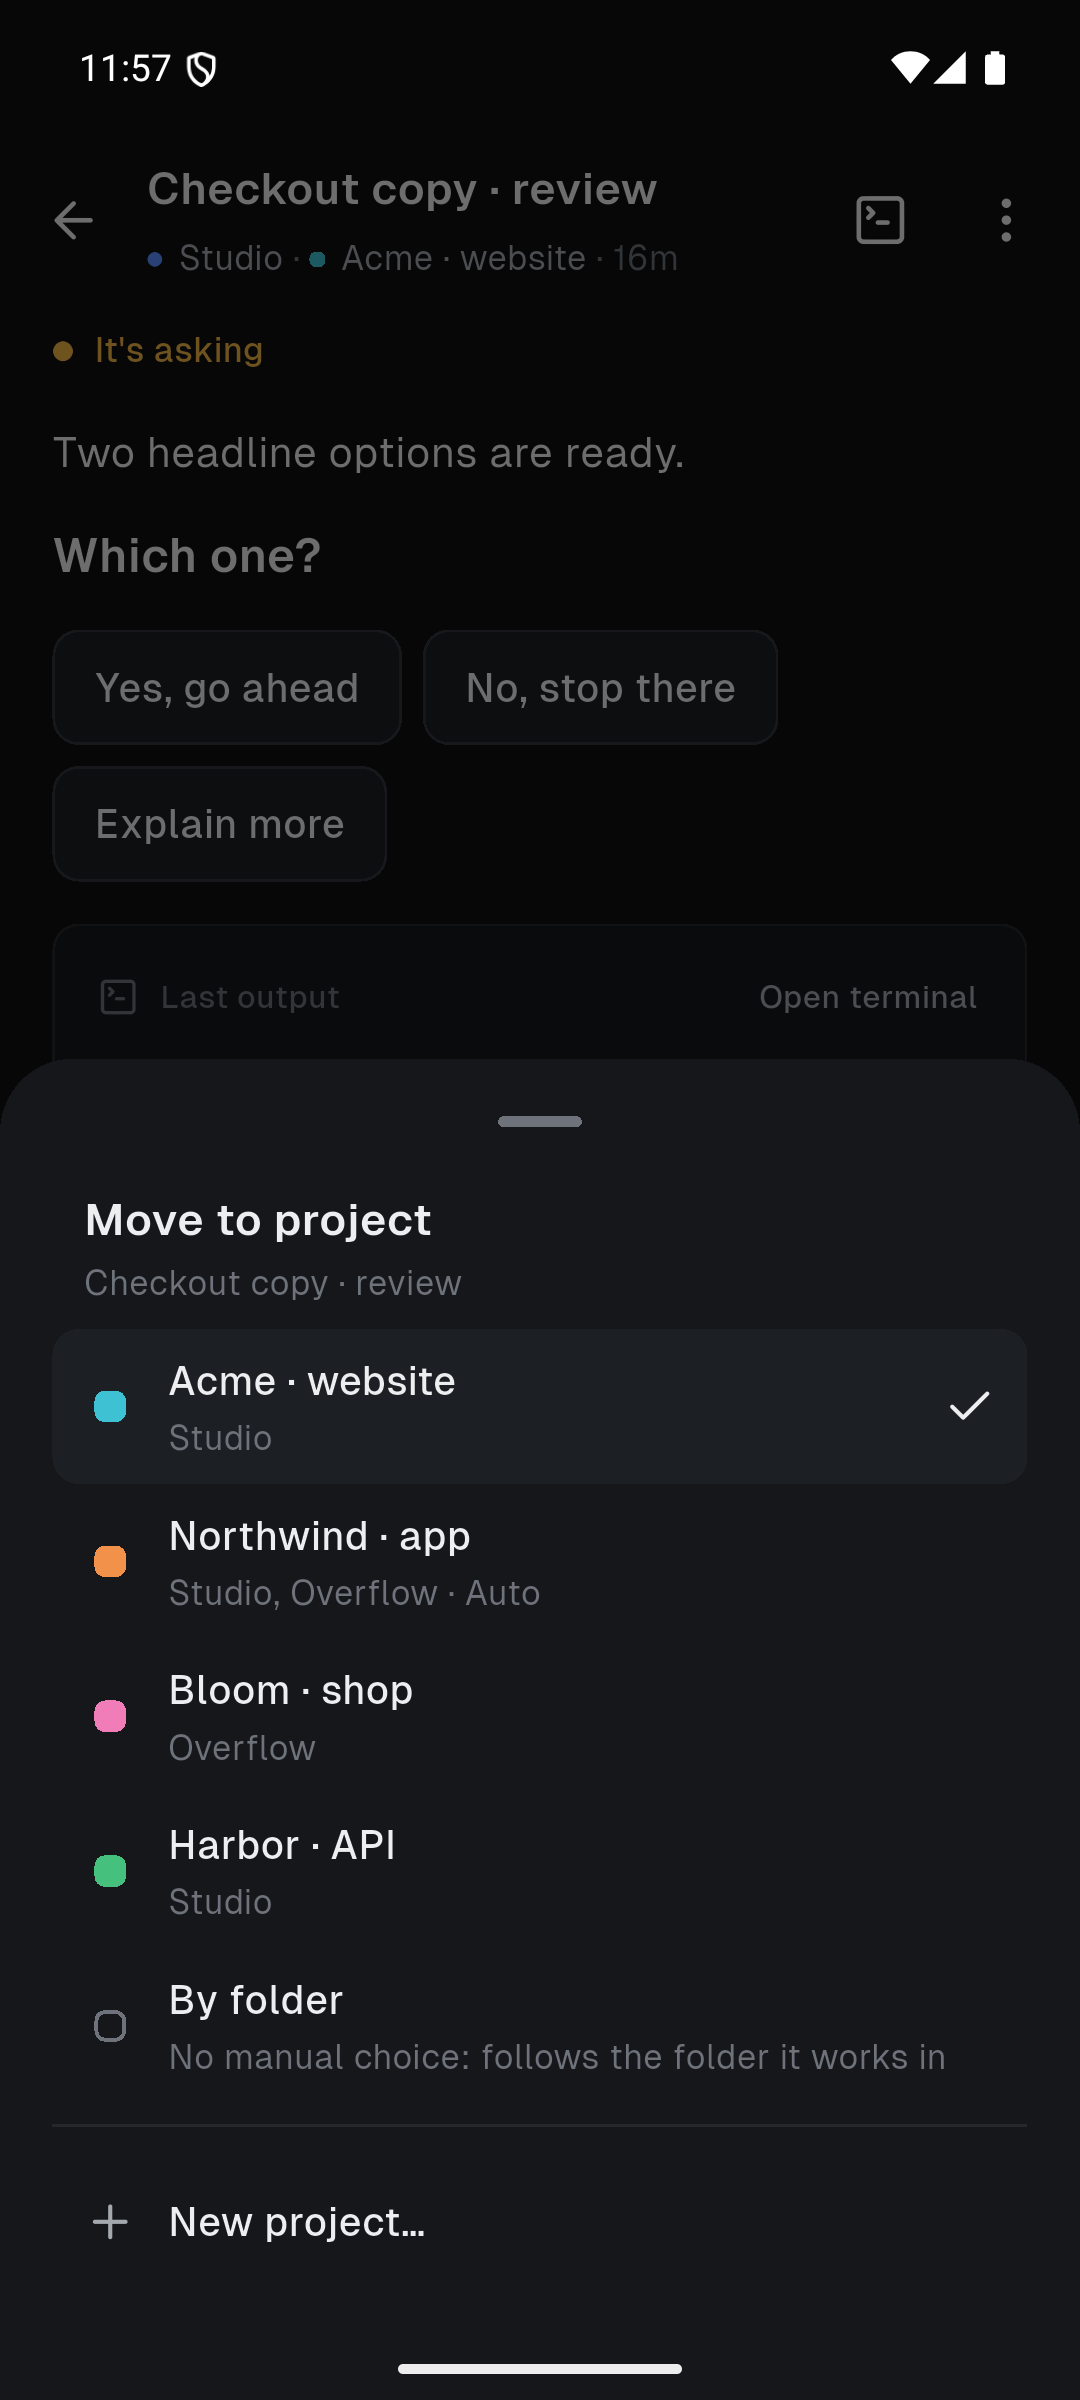 11:57
Checkout copy · review
Studio · Acme · website · 16m
It's asking
Two headline options are ready.
Which one?
Yes, go ahead
No, stop there
Explain more
Last output
Open terminal
Move to project
Checkout copy · review
Acme · website
Studio
Northwind · app
Studio, Overflow · Auto
Bloom · shop
Overflow
Harbor · API
Studio
By folder
No manual choice: follows the folder it works in
New project…